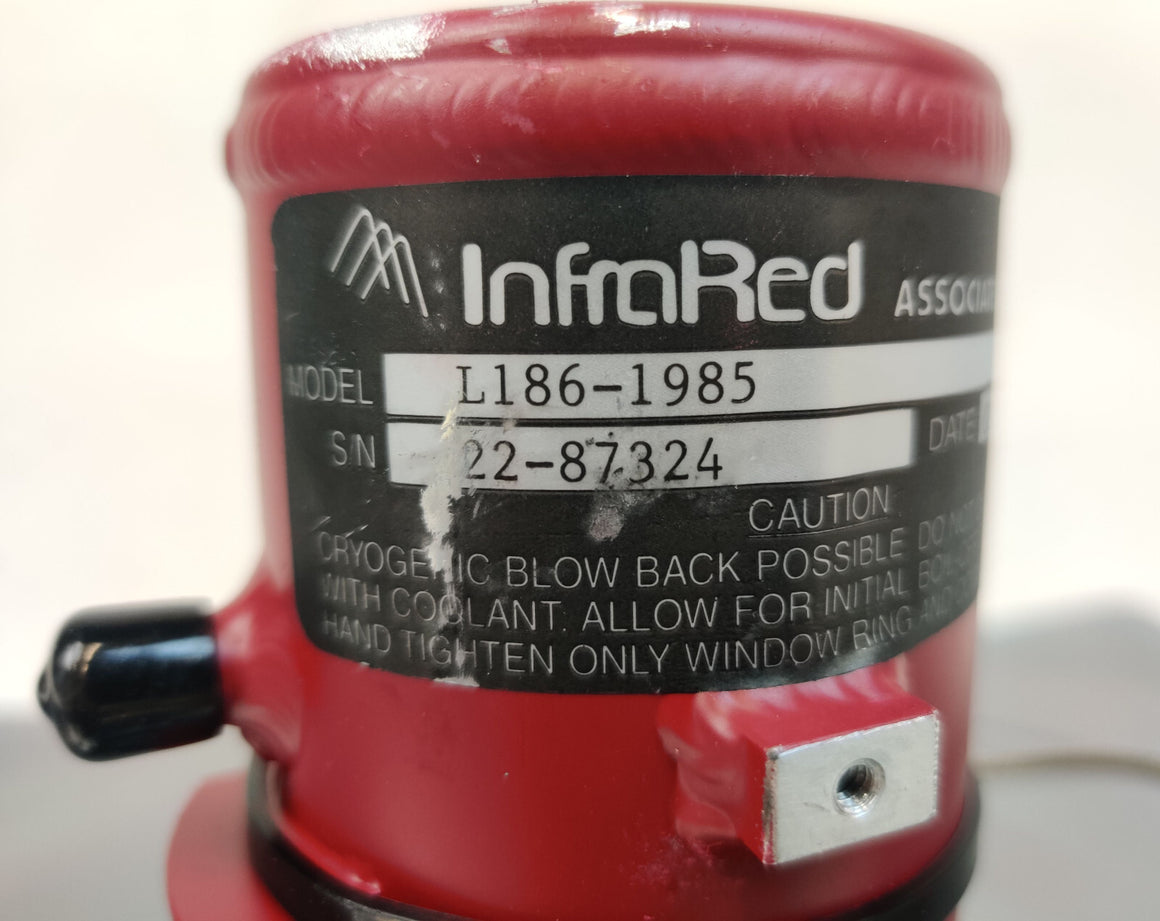 InfraRed ASSOCIATE
MODEL L186-1985
S/N 22-87324 DATE
CAUTION
CRYOGENIC BLOW BACK POSSIBLE DO NOT
WITH COOLANT. ALLOW FOR INITIAL
HAND TIGHTEN ONLY WINDOW RING